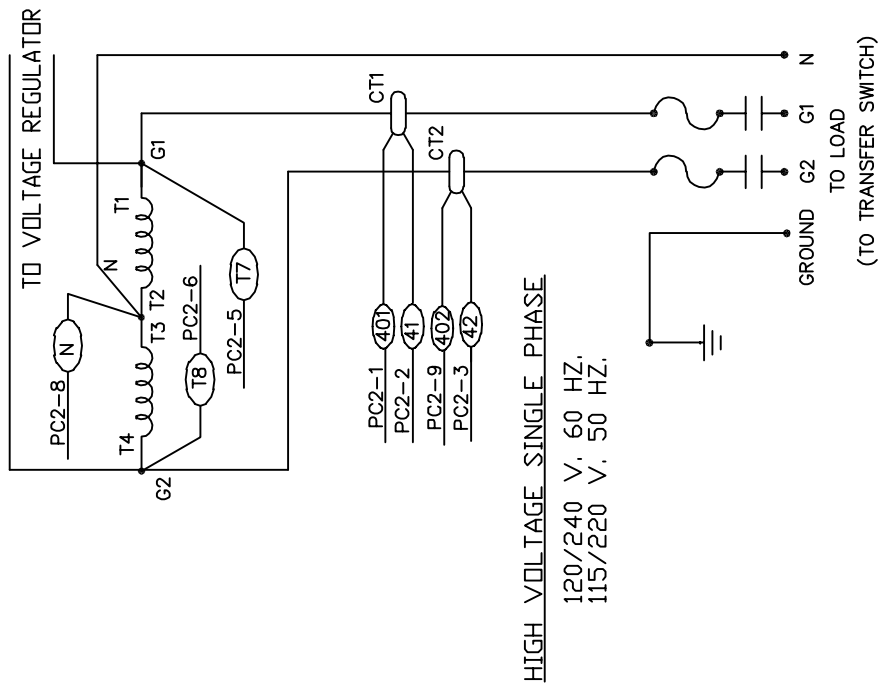 TO VOLTAGE REGULATOR
PC2-8
N
N
G2
T4
T3
T2
T1
G1
T8
PC2-6
PC2-5
T7
CT1
CT2
PC2-1
401
PC2-2
41
PC2-9
402
PC2-3
42
HIGH VOLTAGE SINGLE PHASE
120/240 V. 60 HZ.
115/220 V. 50 HZ.
GROUND
G2
G1
N
TO LOAD
(TO TRANSFER SWITCH)